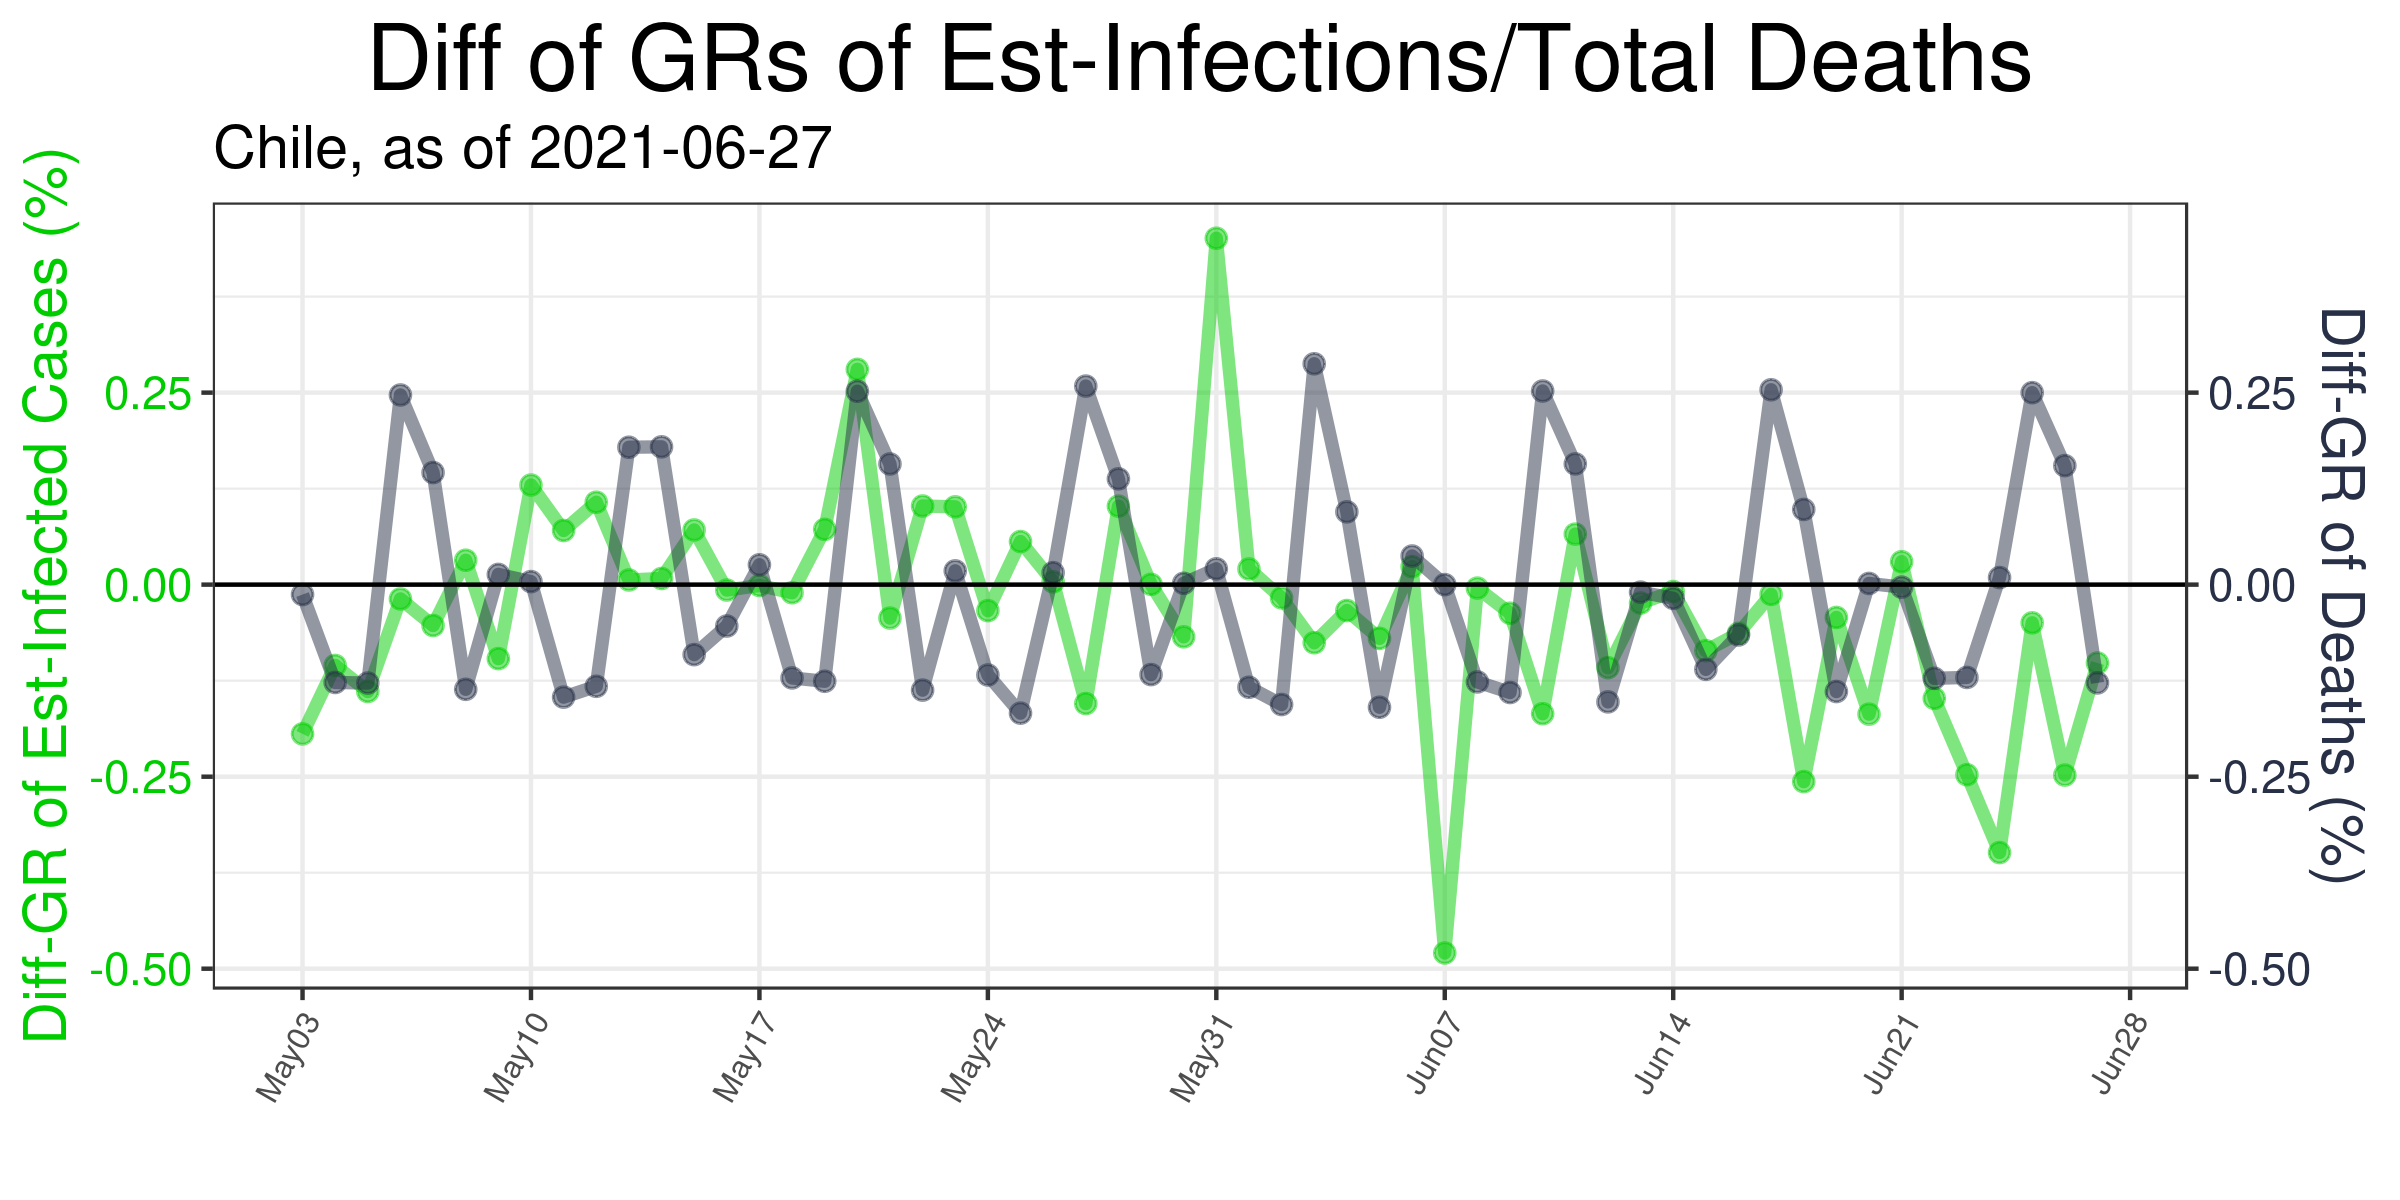 Diff of GRs of Est-Infections/Total Deaths
Chile, as of 2021-06-27
Diff-GR of Est-Infected Cases (%)
0.25
0.00
-0.25
-0.50
0.25
0.00
-0.25
-0.50
Diff-GR of Deaths (%)
May03
May10
May17
May24
May31
Jun07
Jun14
Jun21
Jun28